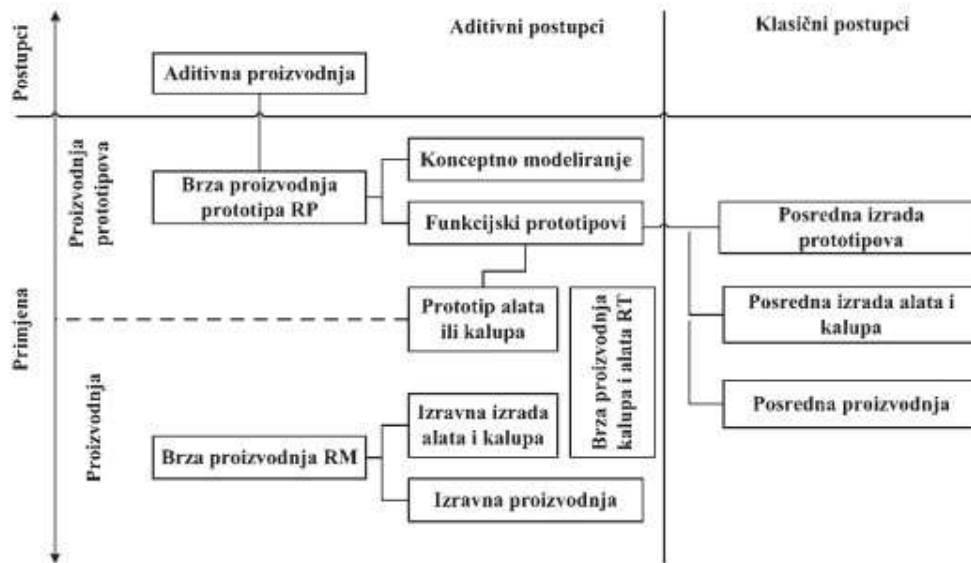 Aditivni postupci
Klasični postupci
Postupci
Aditivna proizvodnja
Primjena
Proizvodnja
prototipova
Brza proizvodnja
prototipa RP
Konceptno modeliranje
Funkcijski prototipovi
Posredna izrada
prototipova
Prototip alata
ili kalupa
Brza proizvodnja
kalupa i alata RT
Posredna izrada alata i
kalupa
Proizvodnja
Brza proizvodnja RM
Izravna izrada
alata i kalupa
Izravna proizvodnja
Posredna proizvodnja